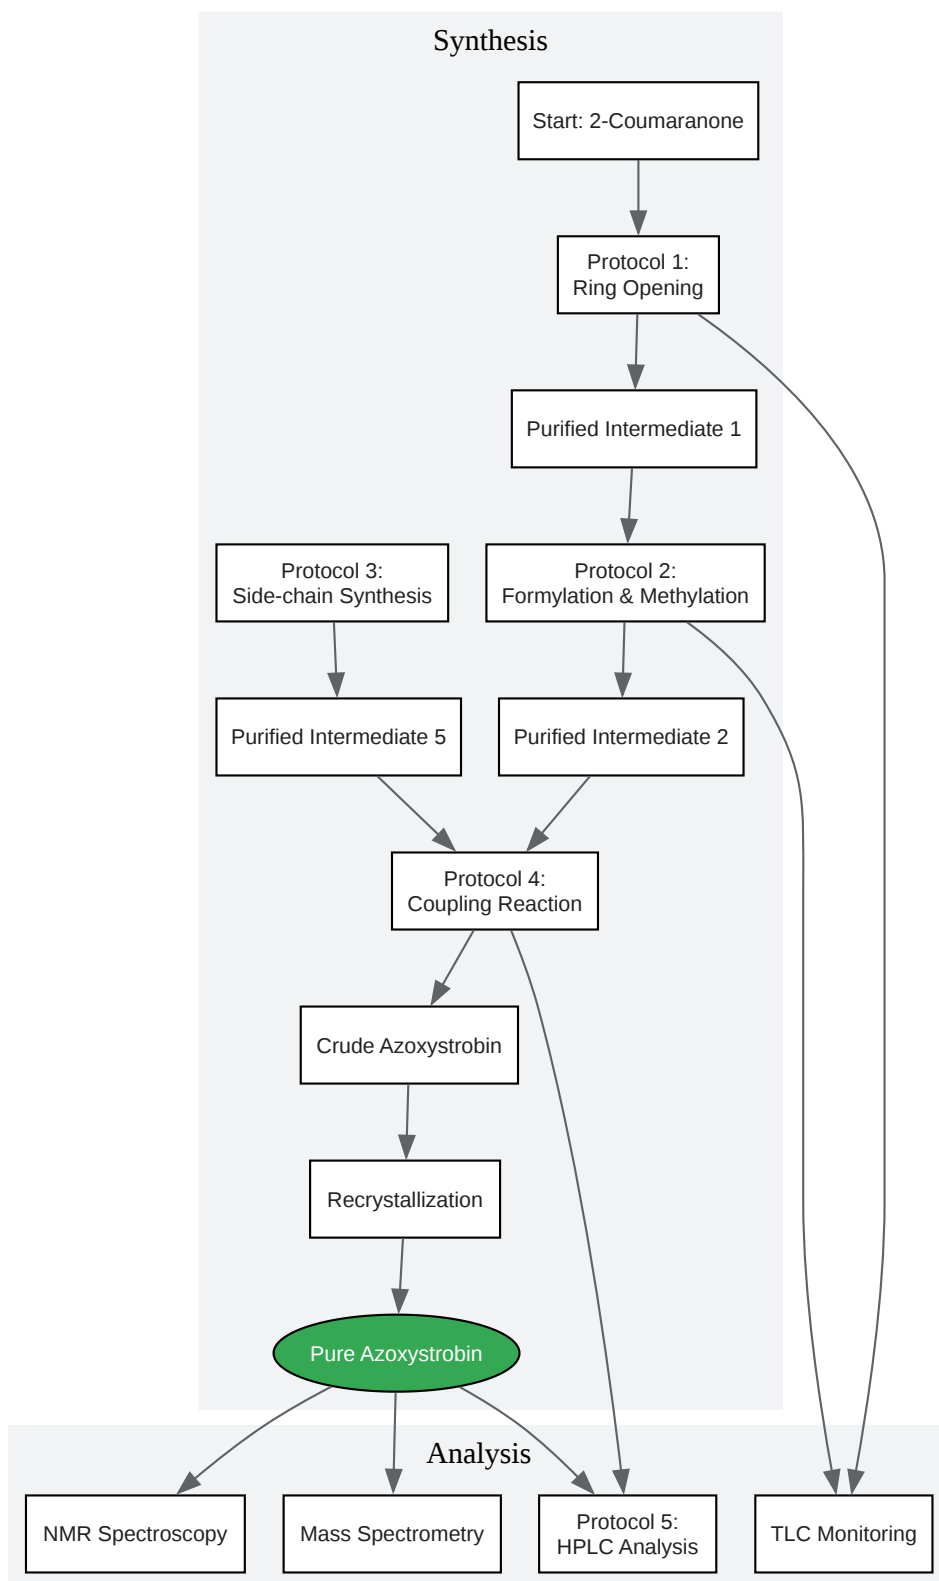 Synthesis
Start: 2-Coumaranone
Protocol 1:
Ring Opening
Purified Intermediate 1
Protocol 3:
Side-chain Synthesis
Protocol 2:
Formylation & Methylation
Purified Intermediate 5
Purified Intermediate 2
Protocol 4:
Coupling Reaction
Crude Azoxystrobin
Recrystallization
Pure Azoxystrobin
Analysis
NMR Spectroscopy
Mass Spectrometry
Protocol 5:
HPLC Analysis
TLC Monitoring